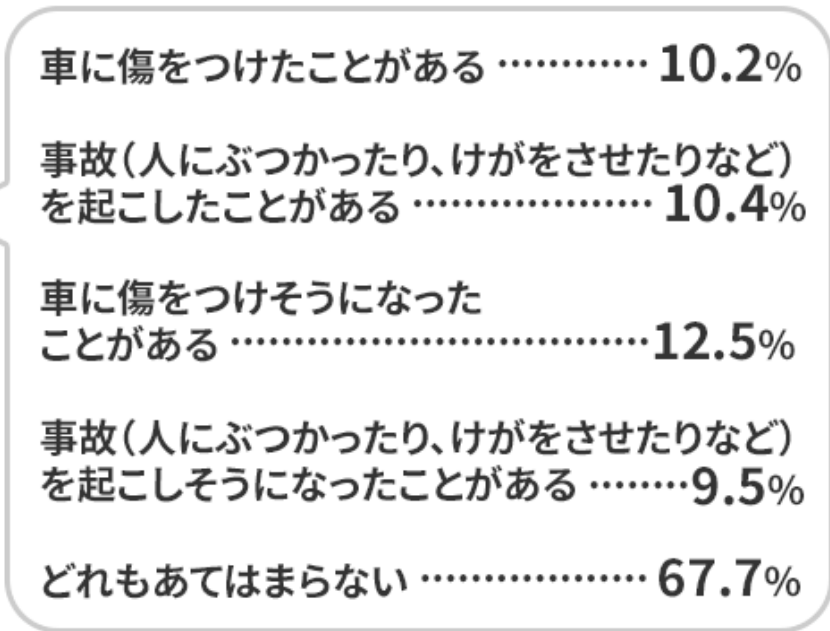 車に傷をつけたことがある ………… 10.2%
事故(人にぶつかったり、けがをさせたりなど)
を起こしたことがある ………………… 10.4%
車に傷をつけそうになった
ことがある ……………………………… 12.5%
事故(人にぶつかったり、けがをさせたりなど)
を起こしそうになったことがある ……… 9.5%
どれもあてはまらない ………………… 67.7%